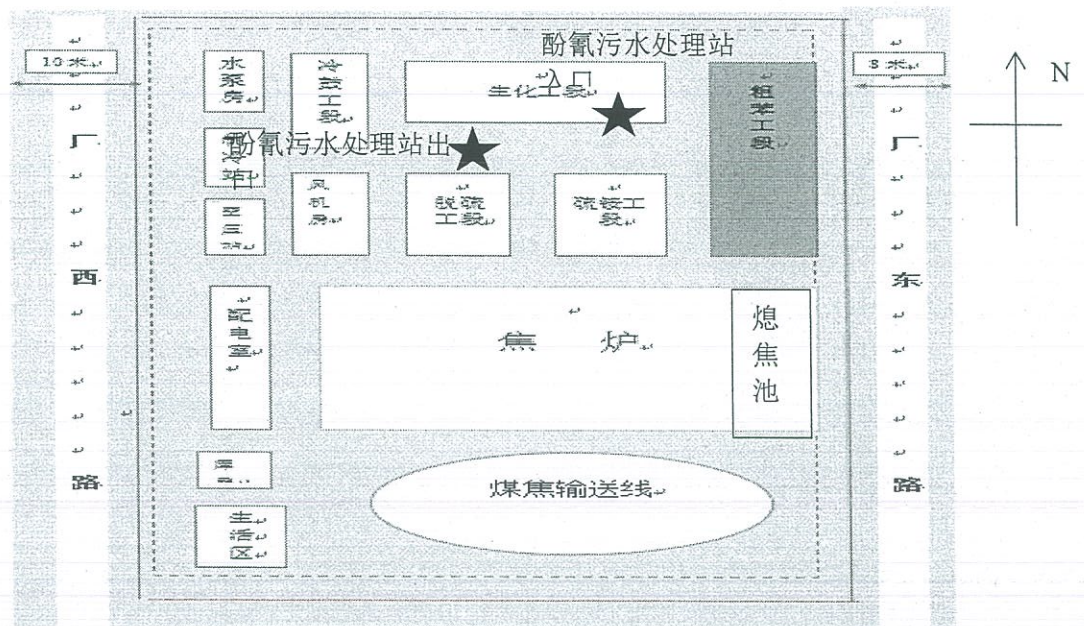 酚氰污水处理站
入口
10 米
8 米
N
水泵房
冷鼓工段
生化工段
粗苯工段
酚氰污水处理站出
口
风机房
脱硫工段
硫铵工段
厂西路
厂东路
配电室
焦 炉
熄焦池
煤焦输送线
生活区